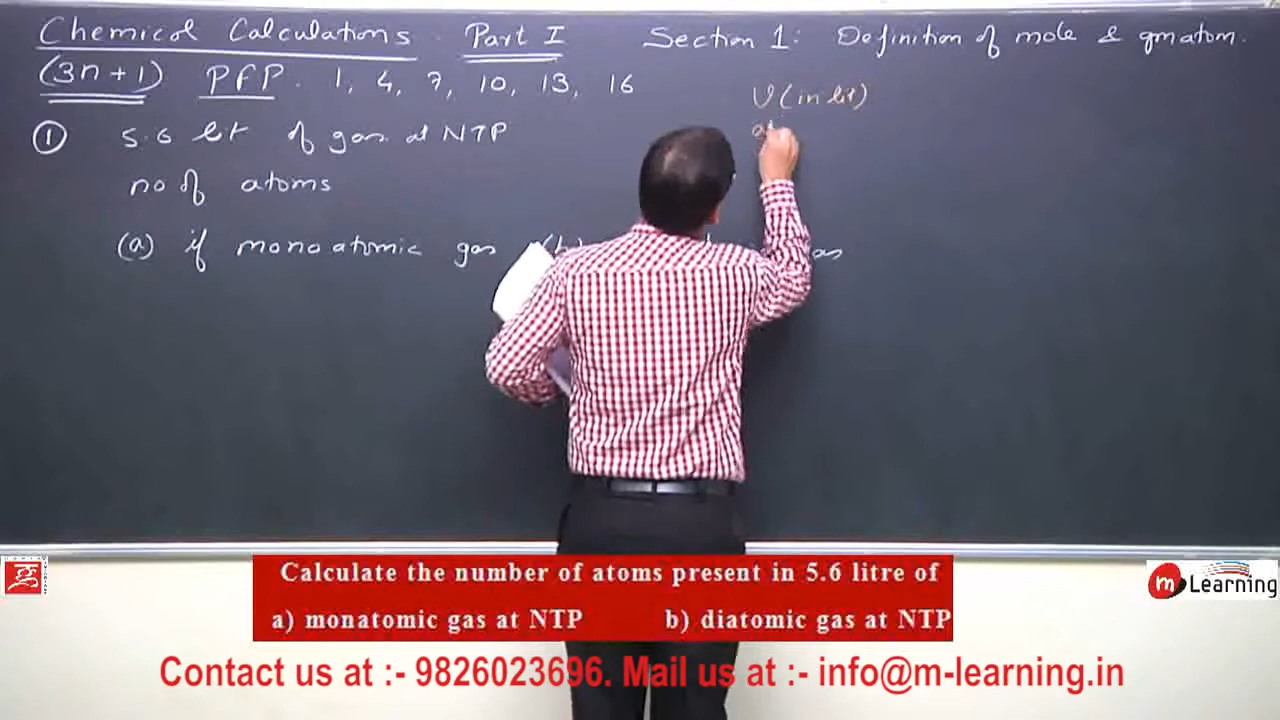 Chemical Calculations. Part I Section 1: Definition of mole & gmatom.
(3n+1) PFP. 1, 4, 7, 10, 13, 16
V(in lit)
① 5.6 lit of gas at NTP at
no of atoms
(a) if monoatomic gas (b) as
Calculate the number of atoms present in 5.6 litre of
a) monatomic gas at NTP b) diatomic gas at NTP
m Learning
Contact us at :- 9826023696. Mail us at :- info@m-learning.in